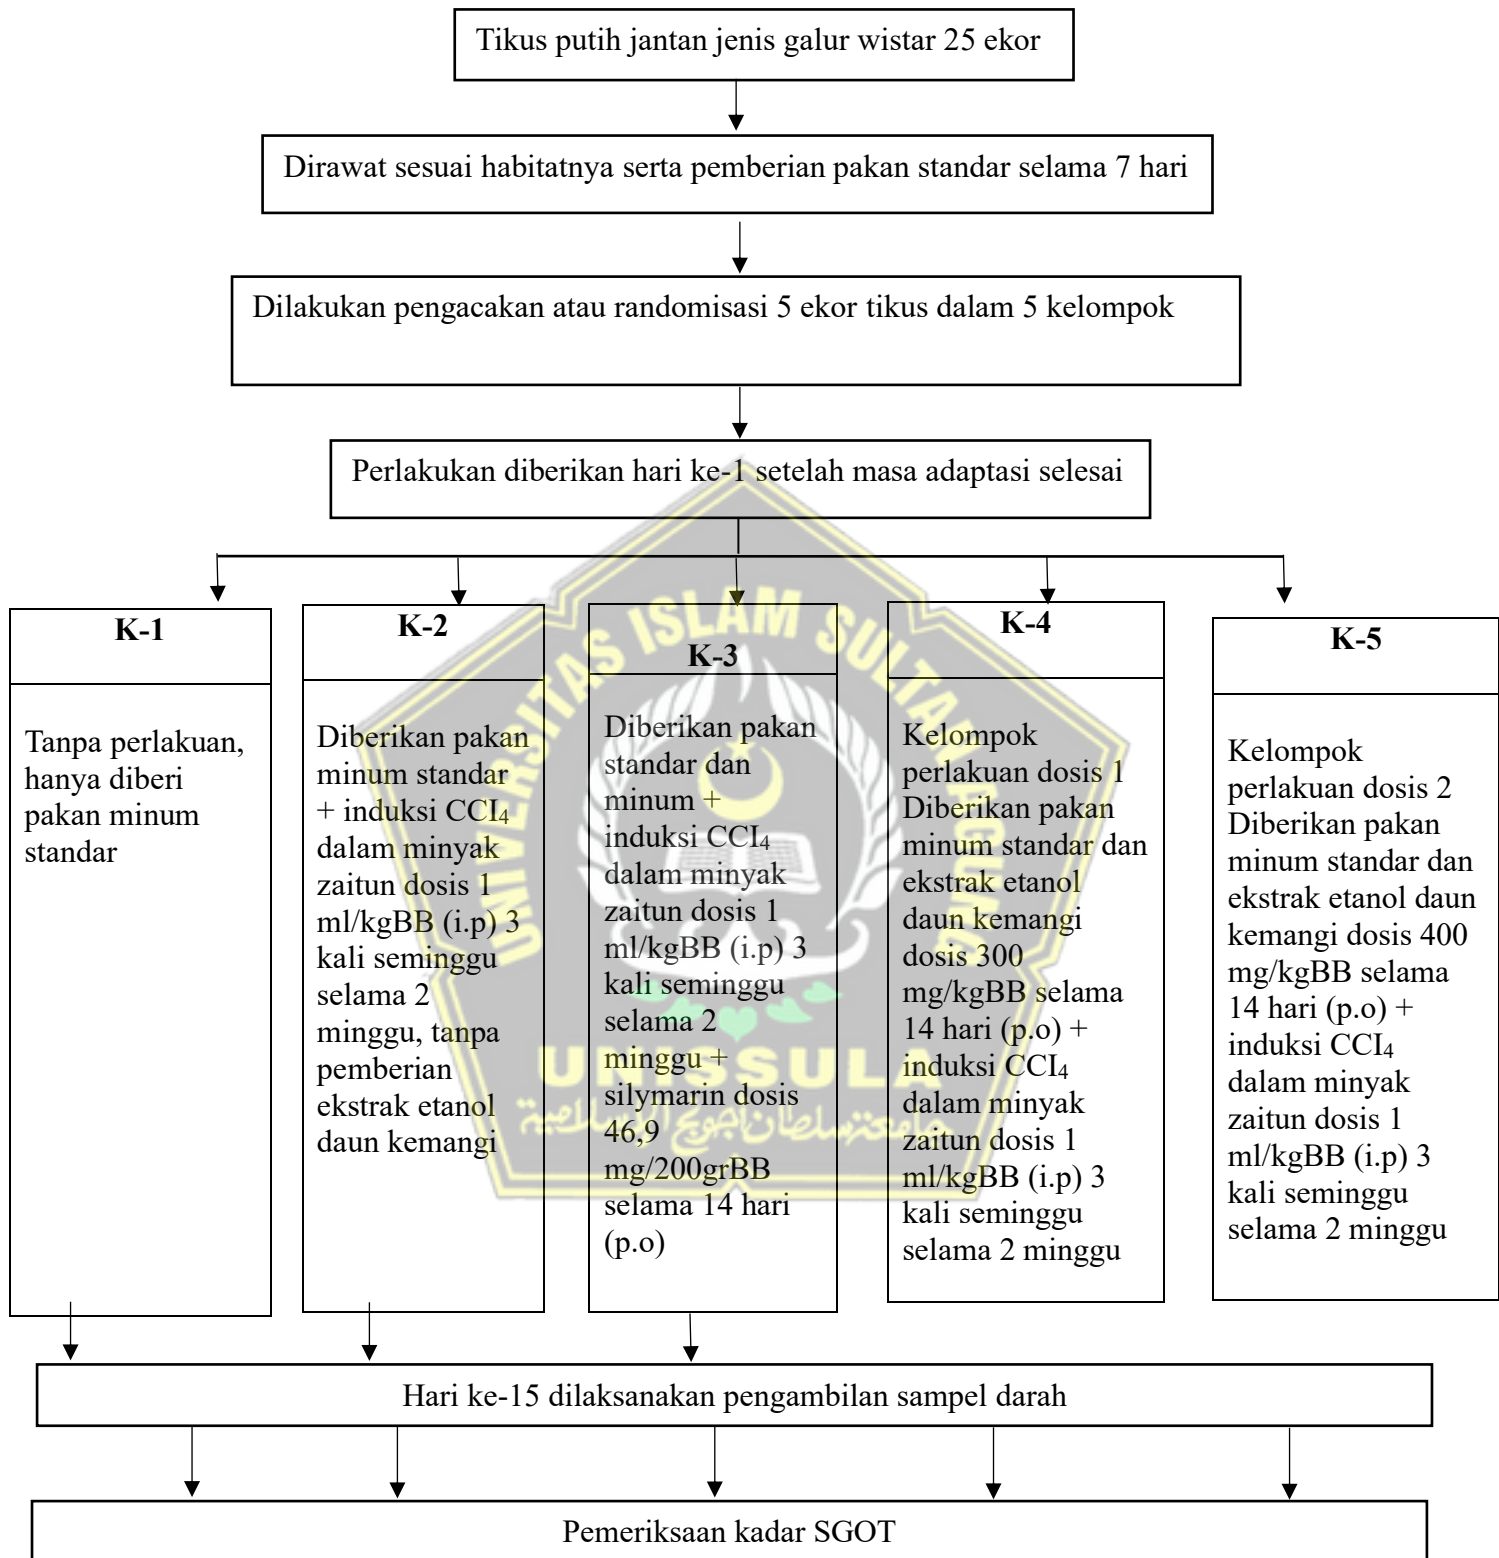 Tikus putih jantan jenis galur wistar 25 ekor
Dirawat sesuai habitatnya serta pemberian pakan standar selama 7 hari
Dilakukan pengacakan atau randomisasi 5 ekor tikus dalam 5 kelompok
Perlakukan diberikan hari ke-1 setelah masa adaptasi selesai
K-1
Tanpa perlakuan,
hanya diberi
pakan minum
standar
K-2
Diberikan pakan
minum standar
+ induksi CCI₄
dalam minyak
zaitun dosis 1
ml/kgBB (i.p) 3
kali seminggu
selama 2
minggu, tanpa
pemberian
ekstrak etanol
daun kemangi
K-3
Diberikan pakan
standar dan
minum +
induksi CCI₄
dalam minyak
zaitun dosis 1
ml/kgBB (i.p) 3
kali seminggu
selama 2
minggu +
silymarin dosis
46,9
mg/200grBB
selama 14 hari
(p.o)
K-4
Kelompok
perlakuan dosis 1
Diberikan pakan
minum standar dan
ekstrak etanol
daun kemangi
dosis 300
mg/kgBB selama
14 hari (p.o) +
induksi CCI₄
dalam minyak
zaitun dosis 1
ml/kgBB (i.p) 3
kali seminggu
selama 2 minggu
K-5
Kelompok
perlakuan dosis 2
Diberikan pakan
minum standar dan
ekstrak etanol daun
kemangi dosis 400
mg/kgBB selama
14 hari (p.o) +
induksi CCI₄
dalam minyak
zaitun dosis 1
ml/kgBB (i.p) 3
kali seminggu
selama 2 minggu
Hari ke-15 dilaksanakan pengambilan sampel darah
Pemeriksaan kadar SGOT
UNIVERSITAS ISLAM SULTAN AGUNG
UNISSULA
جامعة سلطان أجونج الإسلامية